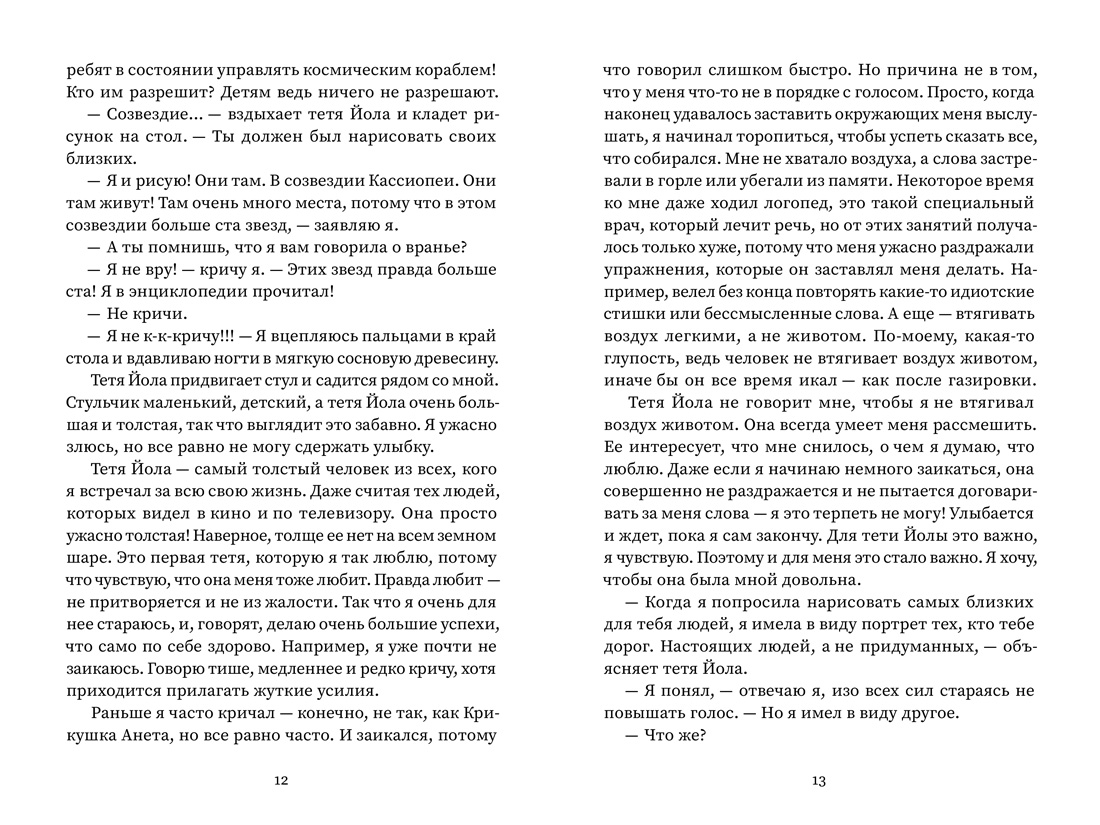 ребят в состоянии управлять космическим кораблем!
Кто им разрешит? Детям ведь ничего не разрешают.
— Созвездие... — вздыхает тетя Йола и кладет ри-
сунок на стол. — Ты должен был нарисовать своих
близких.
— Я и рисую! Они там. В созвездии Кассиопеи. Они
там живут! Там очень много места, потому что в этом
созвездии больше ста звезд, — заявляю я.
— А ты помнишь, что я вам говорила о вранье?
— Я не вру! — кричу я. — Этих звезд правда больше
ста! Я в энциклопедии прочитал!
— Не кричи.
— Я не к-к-кричу!!! — Я вцепляюсь пальцами в край
стола и вдавливаю ногти в мягкую сосновую древесину.
Тетя Йола придвигает стул и садится рядом со мной.
Стульчик маленький, детский, а тетя Йола очень боль-
шая и толстая, так что выглядит это забавно. Я ужасно
злюсь, но все равно не могу сдержать улыбку.
Тетя Йола — самый толстый человек из всех, кого
я встречал за всю свою жизнь. Даже считая тех людей,
которых видел в кино и по телевизору. Она просто
ужасно толстая! Наверное, толще ее нет на всем земном
шаре. Это первая тетя, которую я так люблю, потому
что чувствую, что она меня тоже любит. Правда любит —
не притворяется и не из жалости. Так что я очень для
нее стараюсь, и, говорят, делаю очень большие успехи,
что само по себе здорово. Например, я уже почти не
заикаюсь. Говорю тише, медленнее и редко кричу, хотя
приходится прилагать жуткие усилия.
Раньше я часто кричал — конечно, не так, как Кри-
кушка Анета, но все равно часто. И заикался, потому
12
что говорил слишком быстро. Но причина не в том,
что у меня что-то не в порядке с голосом. Просто, когда
наконец удавалось заставить окружающих меня выслу-
шать, я начинал торопиться, чтобы успеть сказать все,
что собирался. Мне не хватало воздуха, а слова застре-
вали в горле или убегали из памяти. Некоторое время
ко мне даже ходил логопед, это такой специальный
врач, который лечит речь, но от этих занятий получа-
лось только хуже, потому что меня ужасно раздражали
упражнения, которые он заставлял меня делать. На-
пример, велел без конца повторять какие-то идиотские
стишки или бессмысленные слова. А еще — втягивать
воздух легкими, а не животом. По-моему, какая-то
глупость, ведь человек не втягивает воздух животом,
иначе бы он все время икал — как после газировки.
Тетя Йола не говорит мне, чтобы я не втягивал
воздух животом. Она всегда умеет меня рассмешить.
Ее интересует, что мне снилось, о чем я думаю, что
люблю. Даже если я начинаю немного заикаться, она
совершенно не раздражается и не пытается договари-
вать за меня слова — я это терпеть не могу! Улыбается
и ждет, пока я сам закончу. Для тети Йолы это важно,
я чувствую. Поэтому и для меня это стало важно. Я хочу,
чтобы она была мной довольна.
— Когда я попросила нарисовать самых близких
для тебя людей, я имела в виду портрет тех, кто тебе
дорог. Настоящих людей, а не придуманных, — объ-
ясняет тетя Йола.
— Я понял, — отвечаю я, изо всех сил стараясь не
повышать голос. — Но я имел в виду другое.
— Что же?
13